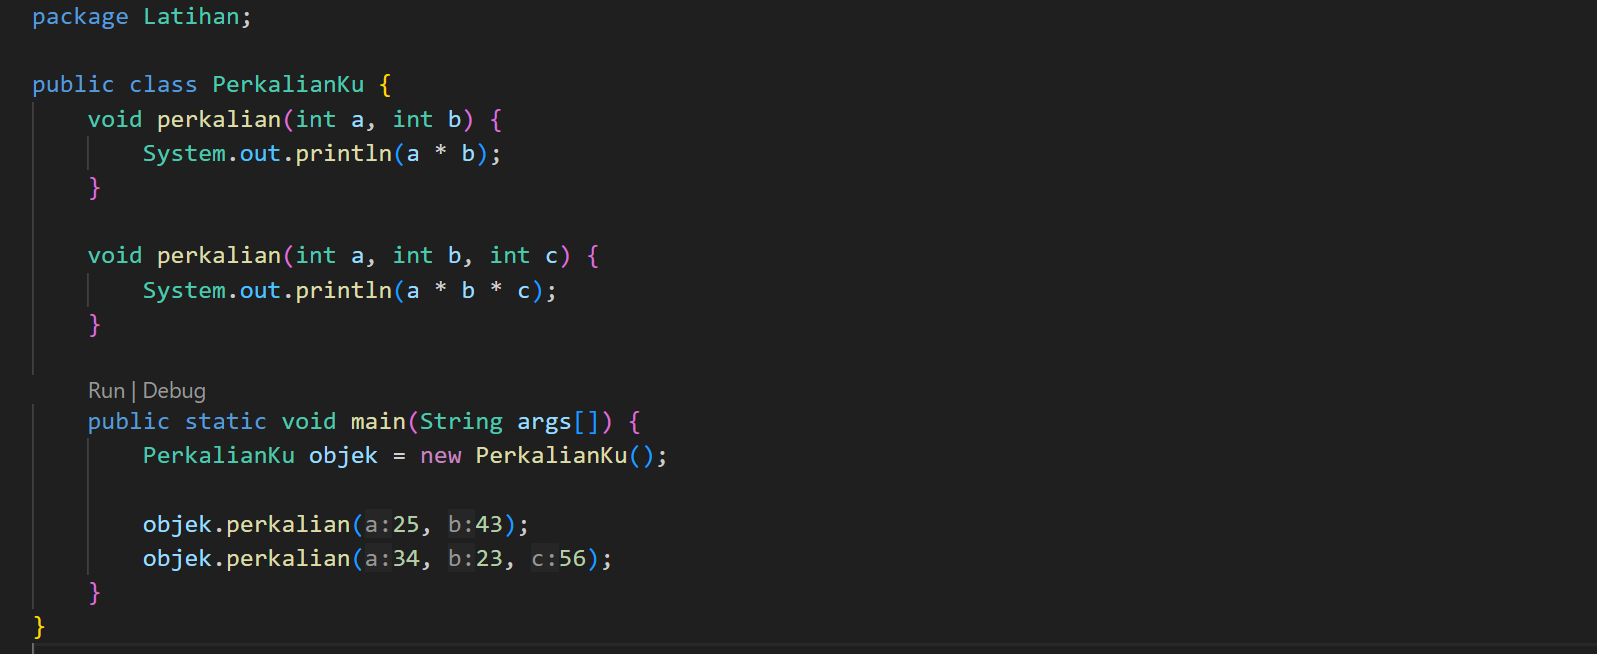 package Latihan;
public class PerkalianKu {
void perkalian(int a, int b) {
System.out.println(a * b);
}
void perkalian(int a, int b, int c) {
System.out.println(a * b * c);
}
Run | Debug
public static void main(String args[]) {
PerkalianKu objek = new PerkalianKu();
objek.perkalian(a:25, b:43);
objek.perkalian(a:34, b:23, c:56);
}
}